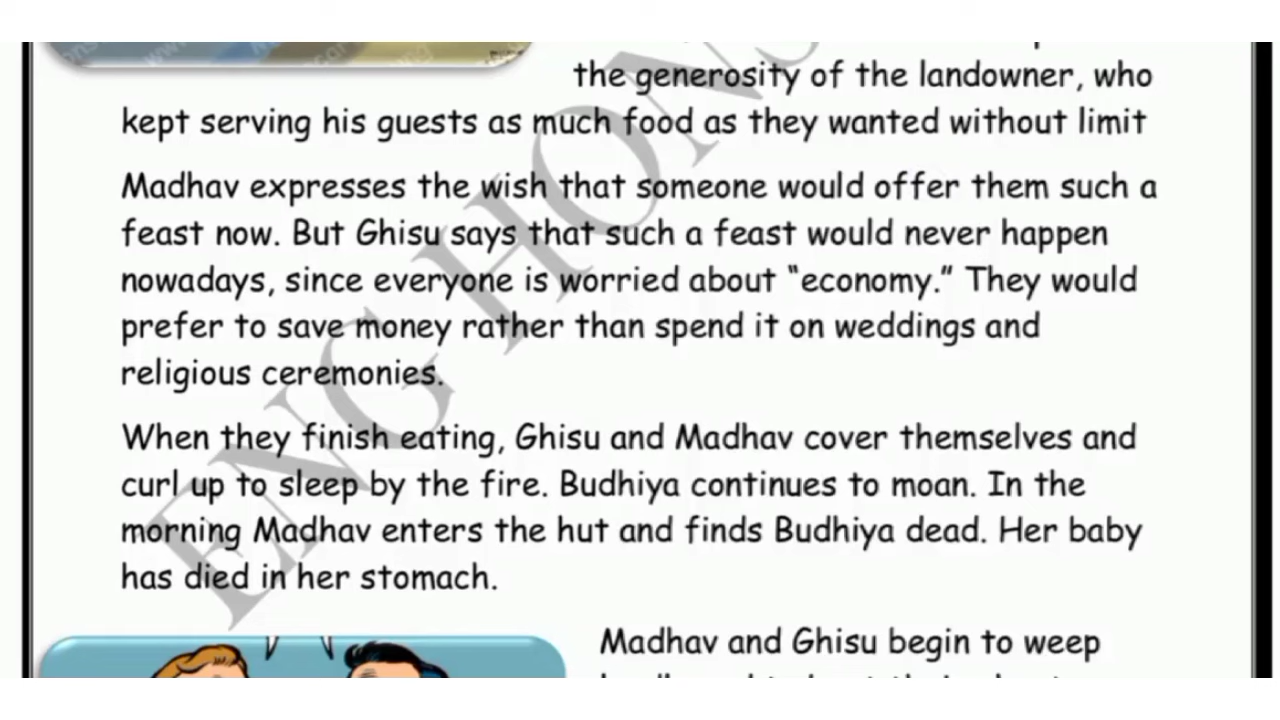 the generosity of the landowner, who
kept serving his guests as much food as they wanted without limit
Madhav expresses the wish that someone would offer them such a
feast now. But Ghisu says that such a feast would never happen
nowadays, since everyone is worried about "economy." They would
prefer to save money rather than spend it on weddings and
religious ceremonies.
When they finish eating, Ghisu and Madhav cover themselves and
curl up to sleep by the fire. Budhiya continues to moan. In the
morning Madhav enters the hut and finds Budhiya dead. Her baby
has died in her stomach.
Madhav and Ghisu begin to weep
ENG HONS